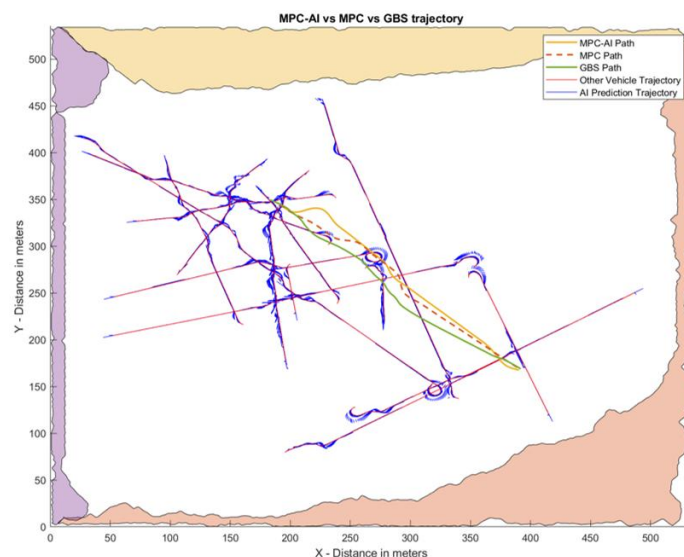 MPC-AI vs MPC vs GBS trajectory
MPC-AI Path
MPC Path
GBS Path
Other Vehicle Trajectory
AI Prediction Trajectory
Y - Distance in meters
500
450
400
350
300
250
200
150
100
50
0
0 50 100 150 200 250 300 350 400 450 500
X - Distance in meters